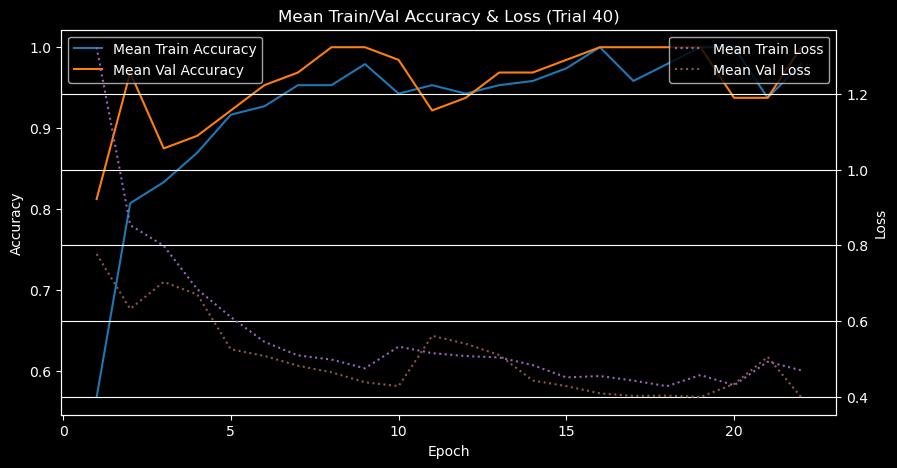 Mean Train/Val Accuracy & Loss (Trial 40)
Mean Train Accuracy
Mean Val Accuracy
Mean Train Loss
Mean Val Loss
1.0
0.9
0.8
0.7
0.6
Accuracy
1.2
1.0
0.8
0.6
0.4
Loss
0
5
10
15
20
Epoch